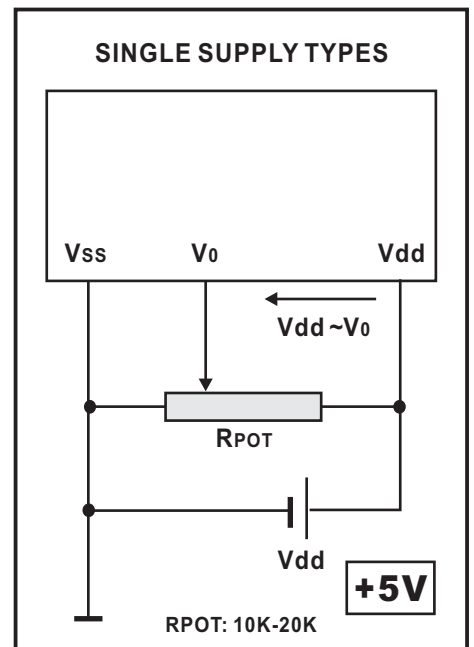 SINGLE SUPPLY TYPES
Vss V0 Vdd
Vdd ~V0
RPOT
Vdd
+5V
RPOT: 10K-20K